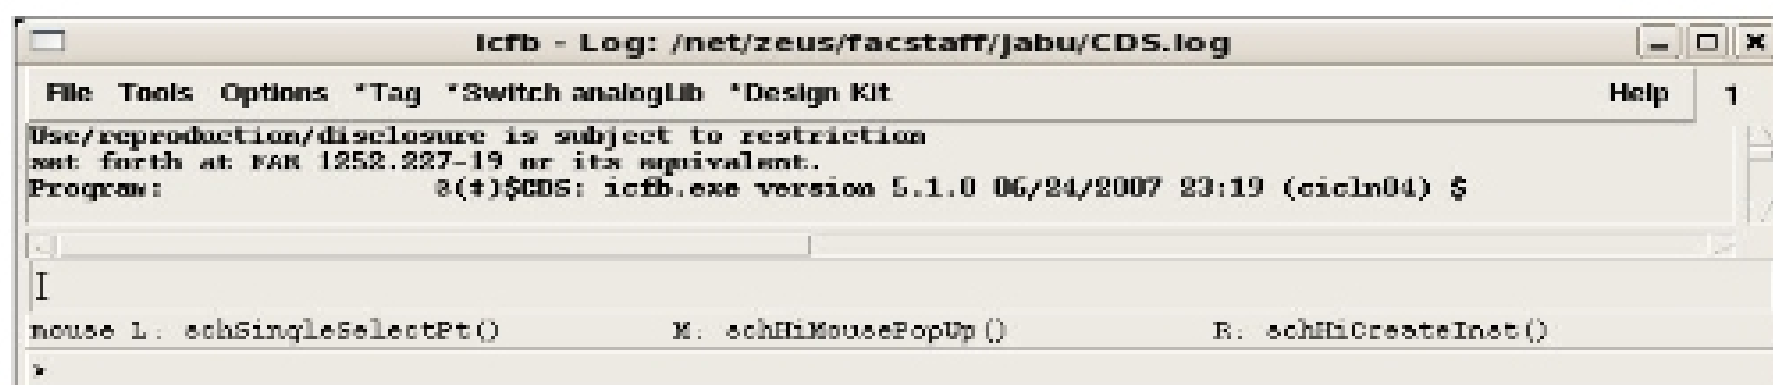 icfb - Log: /net/zeus/facstaff/jabu/CDS.log
File Tools Options *Tag *Switch analogLib *Design Kit Help 1
Use/reproduction/disclosure is subject to restriction
set forth at FAR 1252.227-19 or its equivalent.
Program: @(#)$CDS: icfb.exe version 5.1.0 06/24/2007 23:19 (cicln04) $
mouse L: schSingleSelectPt() M: schHiMousePopUp() R: schHiCreateInst()
>